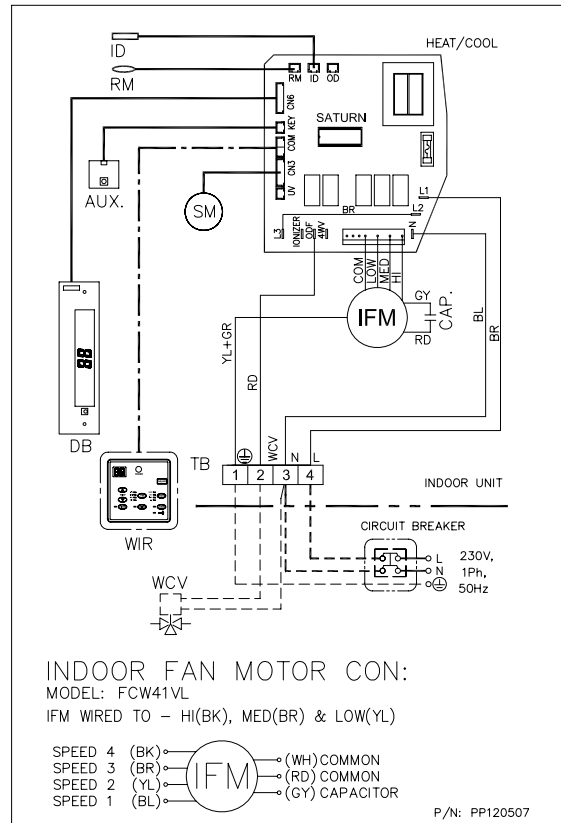 ID
RM
HEAT/COOL
RM ID OD
CN6
KEY
COM
CN3
UV
SATURN
AUX.
SM
L1
BR
L2
N
L3
IONIZER
ODF
4WV
COM
LOW
MED
HI
IFM
GY
CAP.
RD
BL
BR
YL+GR
RD
88
DB
TB
WCV
N L
1 2 3 4
INDOOR UNIT
WIR
CIRCUIT BREAKER
L
N
230V,
1Ph,
50Hz
WCV
INDOOR FAN MOTOR CON:
MODEL: FCW41VL
IFM WIRED TO – HI(BK), MED(BR) & LOW(YL)
SPEED 4 (BK)
SPEED 3 (BR)
SPEED 2 (YL)
SPEED 1 (BL)
IFM
(WH) COMMON
(RD) COMMON
(GY) CAPACITOR
P/N: PP120507